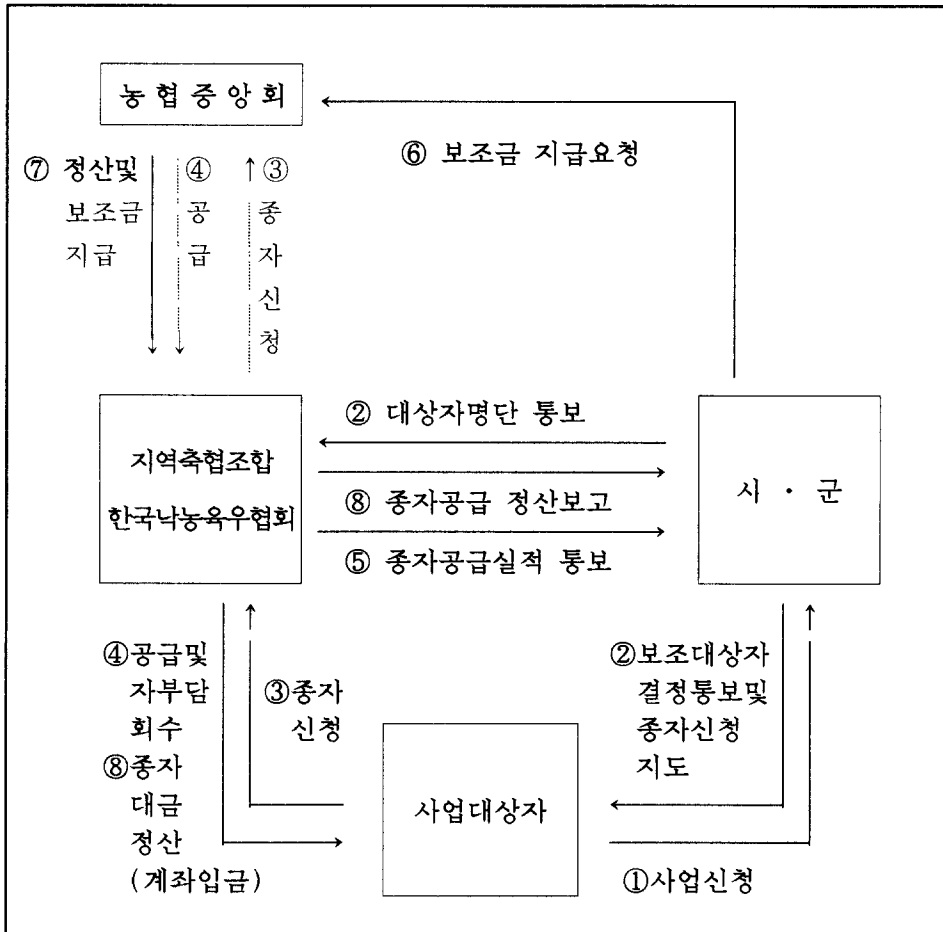 농협중앙회
⑥ 보조금 지급요청
⑦ 정산및
보조금
지급
④
공
급
③
종
자
신
청
지역축협조합
한국낙농육우협회
② 대상자명단 통보
⑧ 종자공급 정산보고
⑤ 종자공급실적 통보
시 · 군
④공급및
자부담
회수
⑧종자
대금
정산
(계좌입금)
③종자
신청
사업대상자
②보조대상자
결정통보및
종자신청
지도
①사업신청